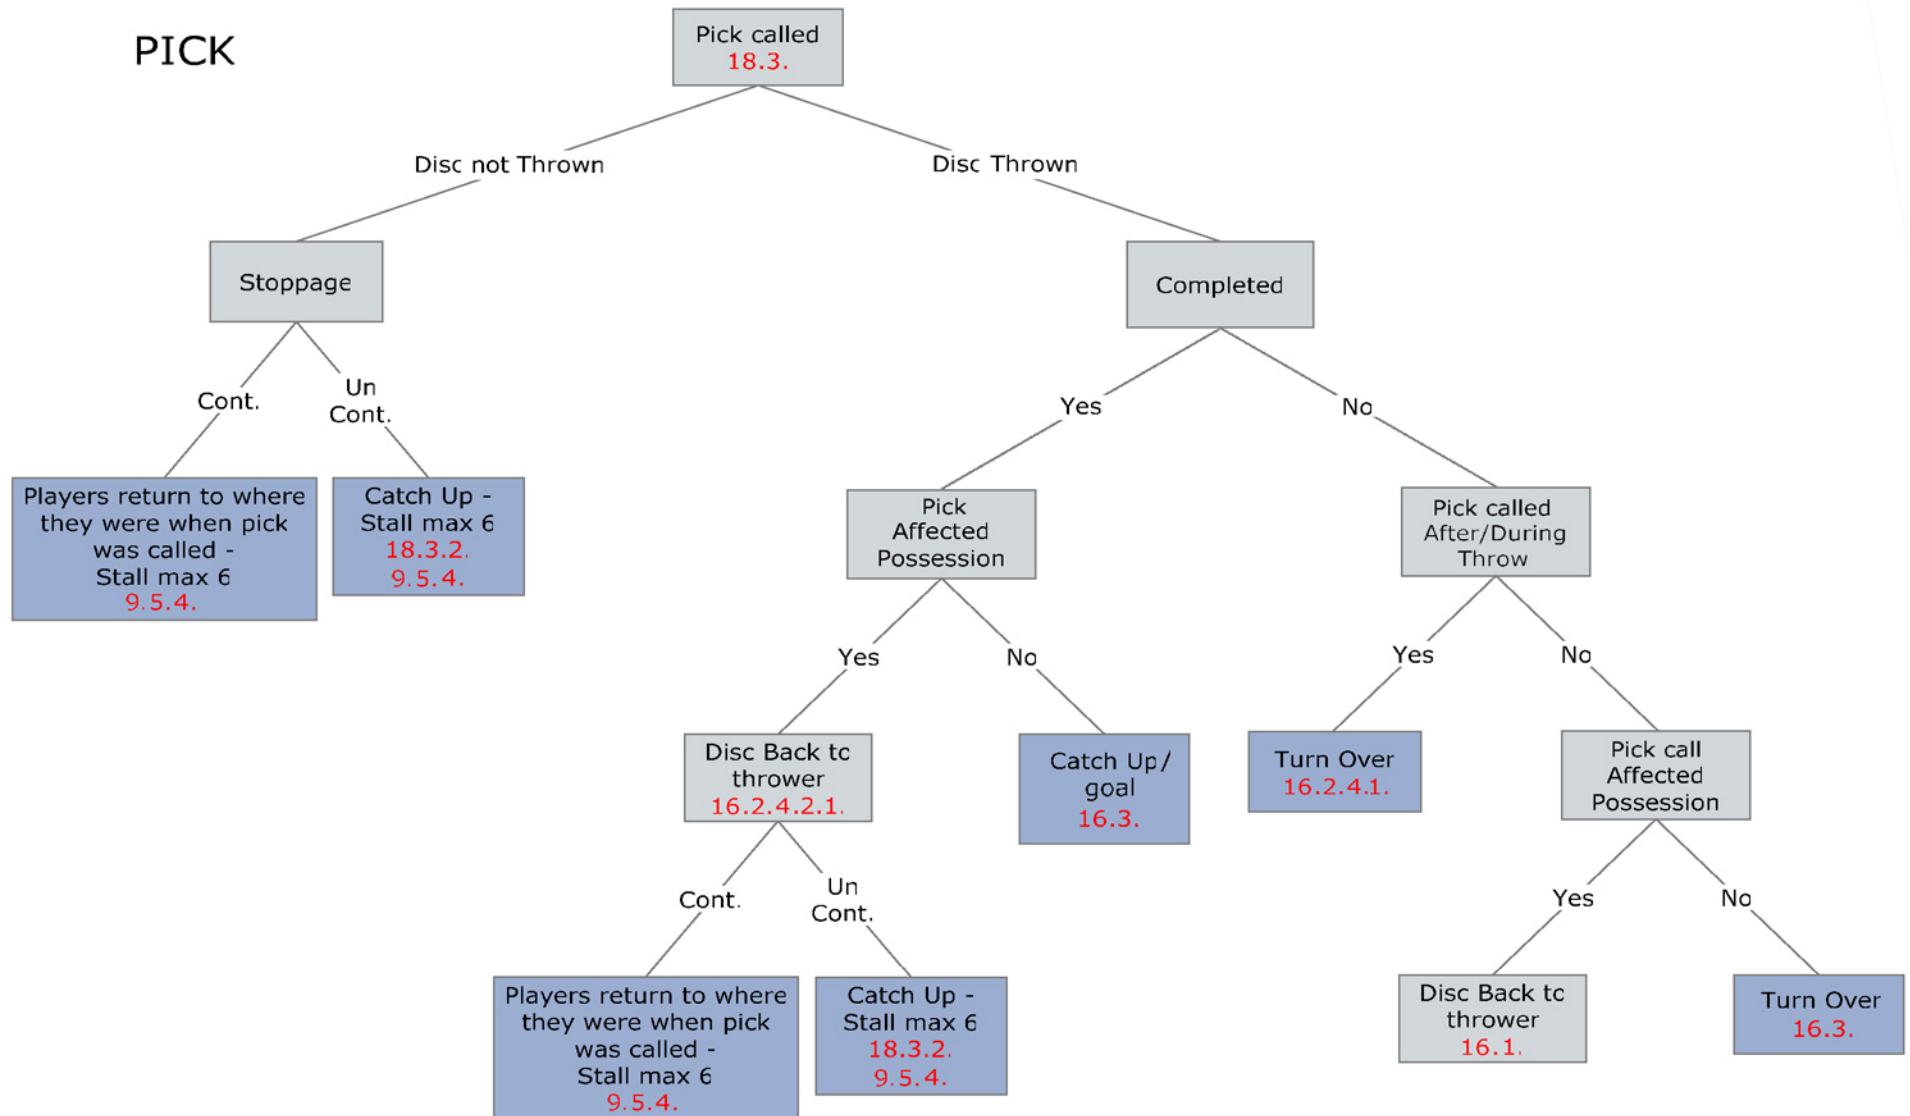 PICK
Pick called
18.3.
Disc not Thrown
Disc Thrown
Stoppage
Completed
Cont.
Un
Cont.
Yes
No
Players return to where
they were when pick
was called -
Stall max 6
9.5.4.
Catch Up -
Stall max 6
18.3.2.
9.5.4.
Pick
Affected
Possession
Pick called
After/During
Throw
Yes
No
Yes
No
Disc Back to
thrower
16.2.4.2.1.
Catch Up/
goal
16.3.
Turn Over
16.2.4.1.
Pick call
Affected
Possession
Cont.
Un
Cont.
Yes
No
Players return to where
they were when pick
was called -
Stall max 6
9.5.4.
Catch Up -
Stall max 6
18.3.2.
9.5.4.
Disc Back to
thrower
16.1.
Turn Over
16.3.